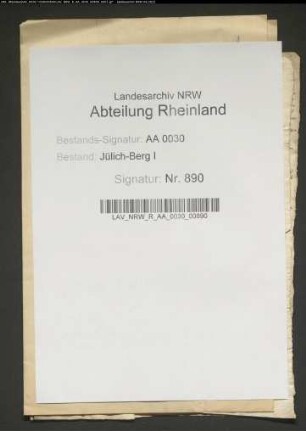 Landesarchiv NRW
Abteilung Rheinland
Bestands-Signatur: AA 0030
Bestand: Jülich-Berg I
Signatur: Nr. 890
LAV_NRW_R_AA_0030_00890